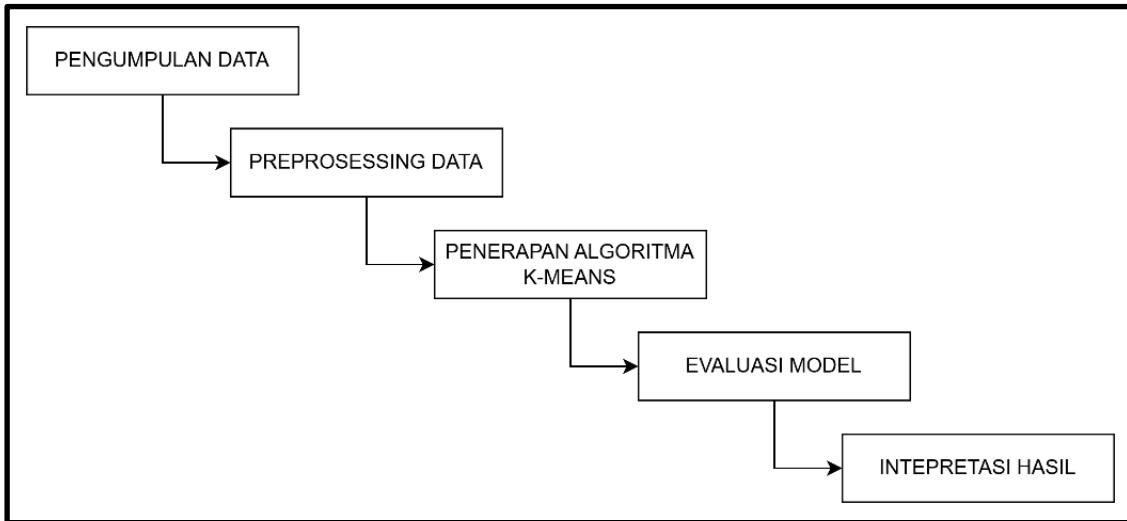 PENGUMPULAN DATA
PREPROSESSING DATA
PENERAPAN ALGORITMA
K-MEANS
EVALUASI MODEL
INTEPRETASI HASIL